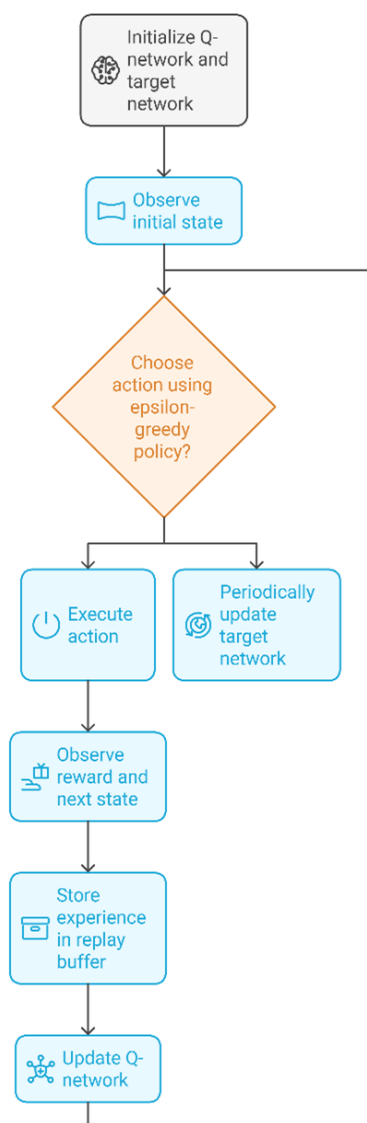 Initialize Q-
network and
target
network
Observe
initial state
Choose
action using
epsilon-
greedy
policy?
Execute
action
Periodically
update
target
network
Observe
reward and
next state
Store
experience
in replay
buffer
Update Q-
network